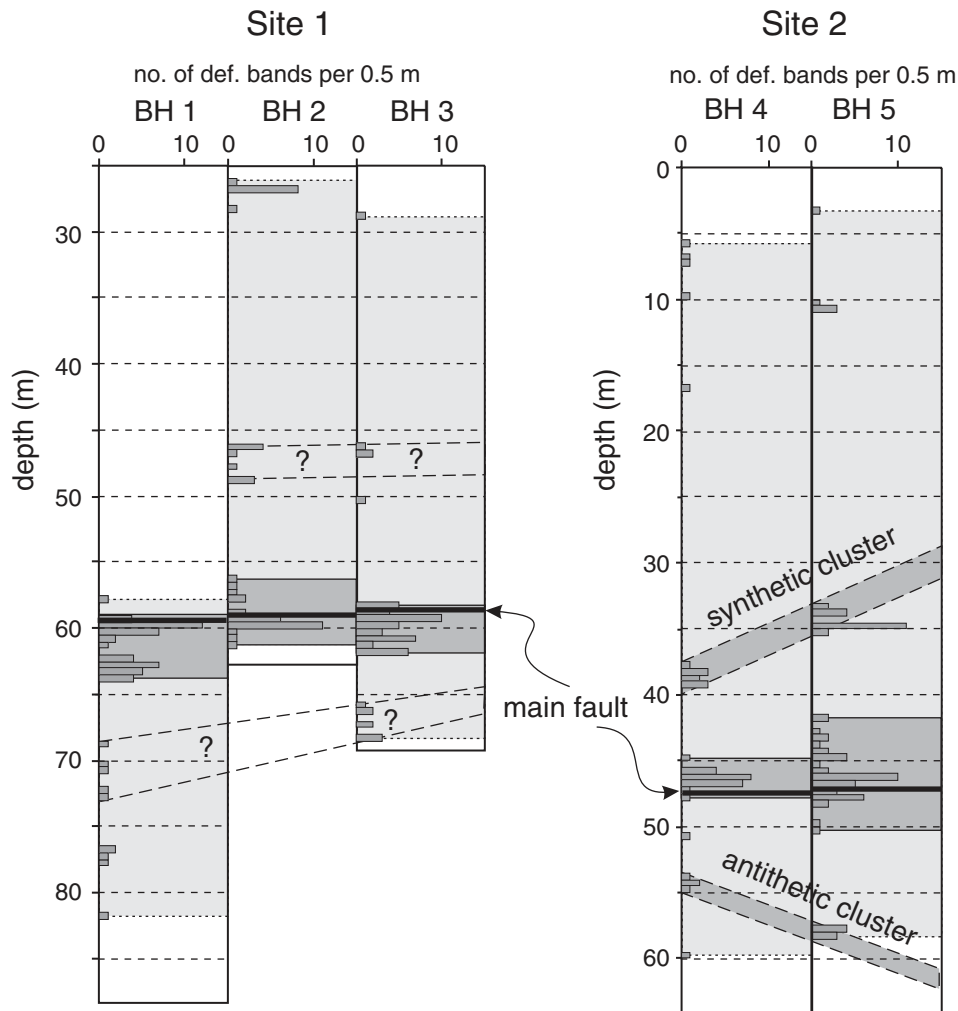 Site 1
Site 2
no. of def. bands per 0.5 m
no. of def. bands per 0.5 m
BH 1
BH 2
BH 3
BH 4
BH 5
0 10 0 10 0 10
0 10 0 10
depth (m)
30
40
50
60
70
80
?
?
?
?
depth (m)
0
10
20
30
40
50
60
synthetic cluster
main fault
antithetic cluster